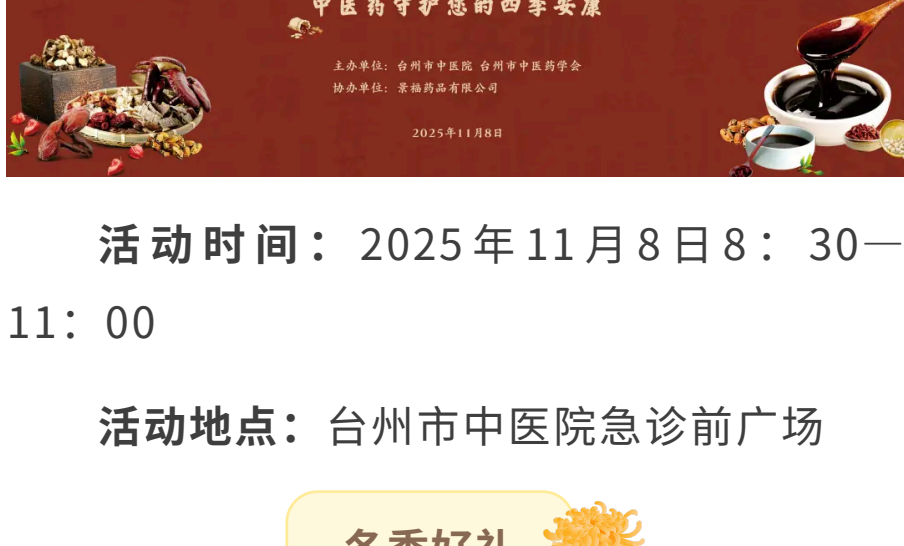 中医药守护您的四季安康
主办单位：台州市中医院 台州市中医药学会
协办单位：景福药品有限公司
2025年11月8日
活动时间：2025年11月8日8：30—
11：00
活动地点：台州市中医院急诊前广场
冬季好礼